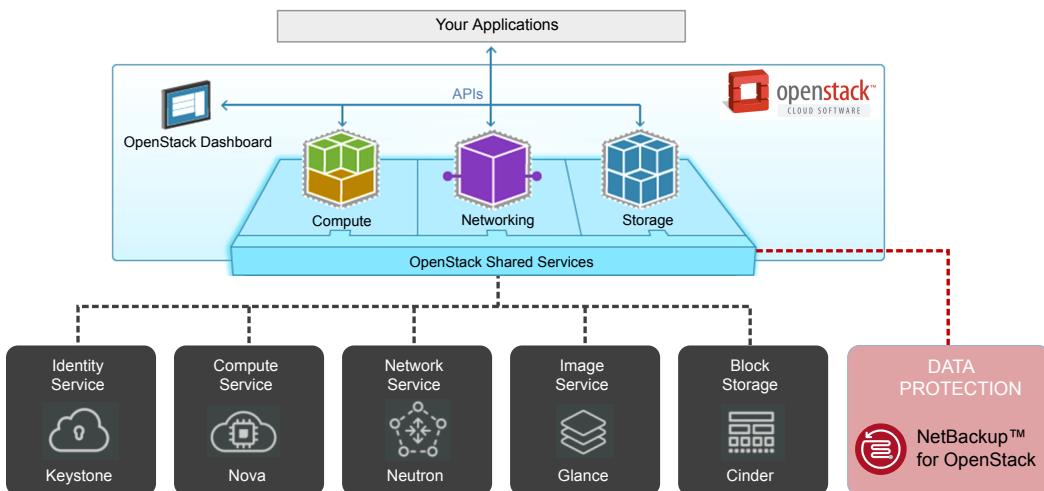 Your Applications
APIs
openstack™
CLOUD SOFTWARE
OpenStack Dashboard
Compute
Networking
Storage
OpenStack Shared Services
Identity
Service
Keystone
Compute
Service
Nova
Network
Service
Neutron
Image
Service
Glance
Block
Storage
Cinder
DATA
PROTECTION
NetBackup™
for OpenStack